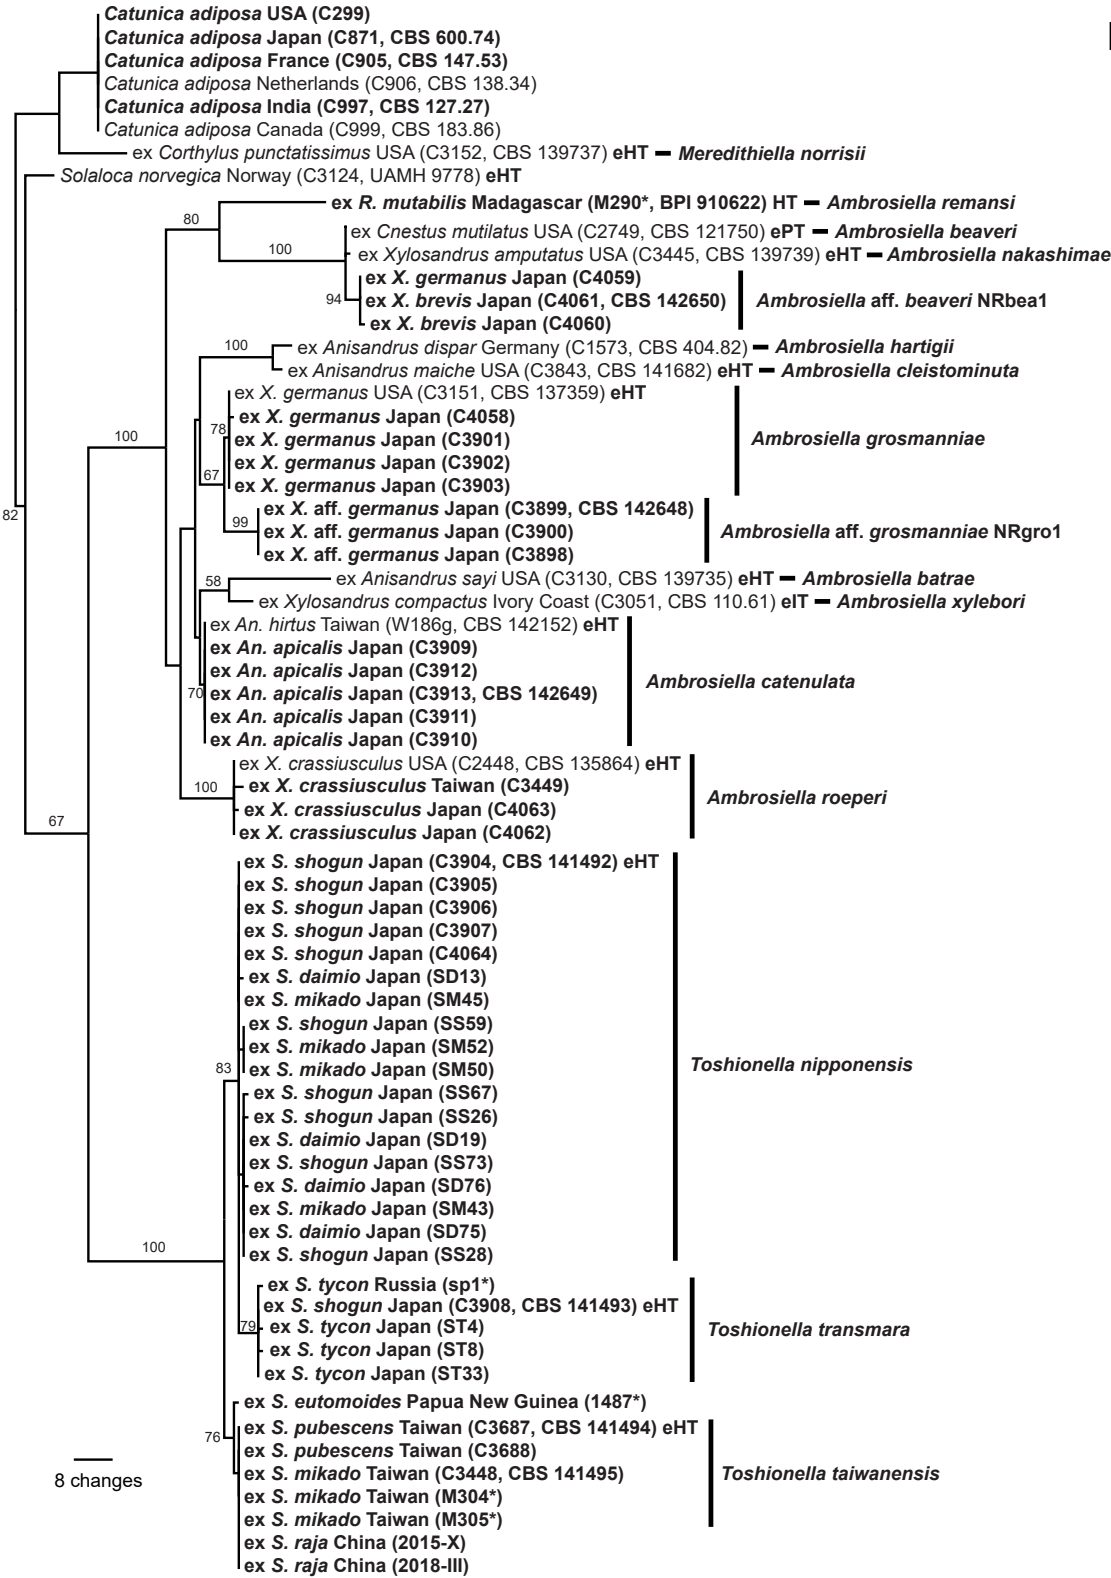 Catunica adiposa USA (C299)
Catunica adiposa Japan (C871, CBS 600.74)
Catunica adiposa France (C905, CBS 147.53)
Catunica adiposa Netherlands (C906, CBS 138.34)
Catunica adiposa India (C997, CBS 127.27)
Catunica adiposa Canada (C999, CBS 183.86)
ex Corthylus punctatissimus USA (C3152, CBS 139737) eHT – Meredithiella norrisii
Solaloca norvegica Norway (C3124, UAMH 9778) eHT
ex R. mutabilis Madagascar (M290*, BPI 910622) HT – Ambrosiella remansi
80
ex Cnestus mutilatus USA (C2749, CBS 121750) ePT – Ambrosiella beaveri
100
ex Xylosandrus amputatus USA (C3445, CBS 139739) eHT – Ambrosiella nakashimae
ex X. germanus Japan (C4059)
94
ex X. brevis Japan (C4061, CBS 142650)
Ambrosiella aff. beaveri NRbea1
ex X. brevis Japan (C4060)
100
ex Anisandrus dispar Germany (C1573, CBS 404.82) – Ambrosiella hartigii
ex Anisandrus maiche USA (C3843, CBS 141682) eHT – Ambrosiella cleistominuta
ex X. germanus USA (C3151, CBS 137359) eHT
ex X. germanus Japan (C4058)
78
100
ex X. germanus Japan (C3901)
Ambrosiella grosmanniae
ex X. germanus Japan (C3902)
67
ex X. germanus Japan (C3903)
ex X. aff. germanus Japan (C3899, CBS 142648)
82
99
ex X. aff. germanus Japan (C3900)
Ambrosiella aff. grosmanniae NRgro1
ex X. aff. germanus Japan (C3898)
58
ex Anisandrus sayi USA (C3130, CBS 139735) eHT – Ambrosiella batrae
ex Xylosandrus compactus Ivory Coast (C3051, CBS 110.61) eIT – Ambrosiella xylebori
ex An. hirtus Taiwan (W186g, CBS 142152) eHT
ex An. apicalis Japan (C3909)
ex An. apicalis Japan (C3912)
Ambrosiella catenulata
70
ex An. apicalis Japan (C3913, CBS 142649)
ex An. apicalis Japan (C3911)
ex An. apicalis Japan (C3910)
ex X. crassiusculus USA (C2448, CBS 135864) eHT
100
ex X. crassiusculus Taiwan (C3449)
Ambrosiella roeperi
ex X. crassiusculus Japan (C4063)
67
ex X. crassiusculus Japan (C4062)
ex S. shogun Japan (C3904, CBS 141492) eHT
ex S. shogun Japan (C3905)
ex S. shogun Japan (C3906)
ex S. shogun Japan (C3907)
ex S. shogun Japan (C4064)
ex S. daimio Japan (SD13)
ex S. mikado Japan (SM45)
ex S. shogun Japan (SS59)
ex S. mikado Japan (SM52)
83
ex S. mikado Japan (SM50)
Toshionella nipponensis
ex S. shogun Japan (SS67)
ex S. shogun Japan (SS26)
ex S. daimio Japan (SD19)
ex S. shogun Japan (SS73)
ex S. daimio Japan (SD76)
ex S. mikado Japan (SM43)
ex S. daimio Japan (SD75)
100
ex S. shogun Japan (SS28)
ex S. tycon Russia (sp1*)
ex S. shogun Japan (C3908, CBS 141493) eHT
79
ex S. tycon Japan (ST4)
Toshionella transmara
ex S. tycon Japan (ST8)
ex S. tycon Japan (ST33)
ex S. eutomoides Papua New Guinea (1487*)
76
ex S. pubescens Taiwan (C3687, CBS 141494) eHT
ex S. pubescens Taiwan (C3688)
ex S. mikado Taiwan (C3448, CBS 141495)
Toshionella taiwanensis
8 changes
ex S. mikado Taiwan (M304*)
ex S. mikado Taiwan (M305*)
ex S. raja China (2015-X)
ex S. raja China (2018-III)